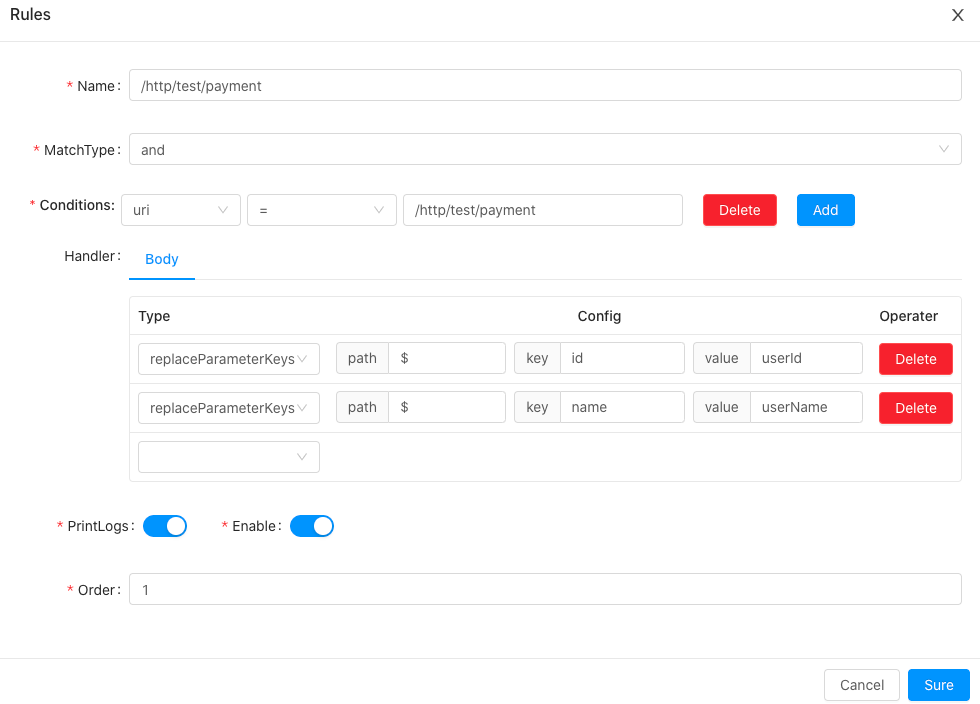 Rules X
* Name: /http/test/payment
* MatchType: and
* Conditions: uri = /http/test/payment Delete Add
Handler: Body
Type Config Operater
replaceParameterKeys path $ key id value userId Delete
replaceParameterKeys path $ key name value userName Delete
* PrintLogs: * Enable:
* Order: 1
Cancel Sure